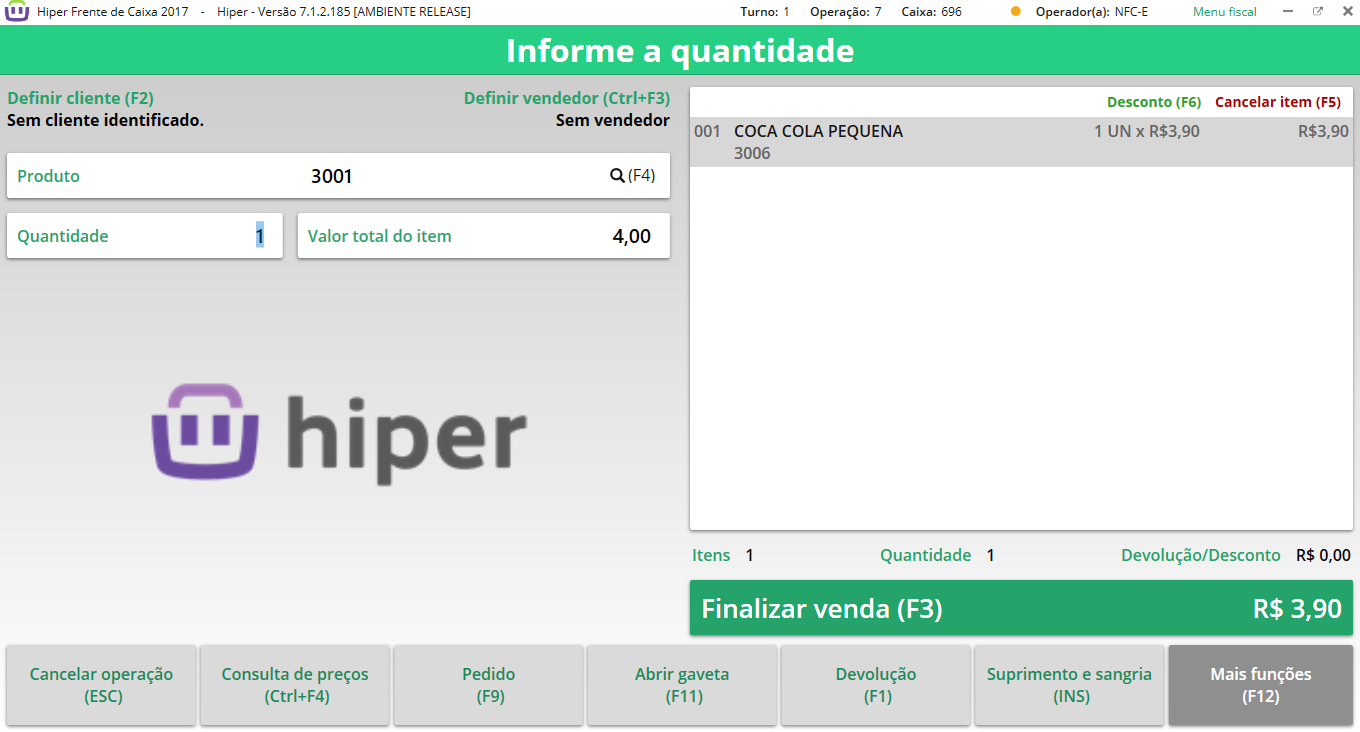 Hiper Frente de Caixa 2017 - Hiper - Versão 7.1.2.185 [AMBIENTE RELEASE] Turno: 1 Operação: 7 Caixa: 696 Operador(a): NFC-E Menu fiscal
Informe a quantidade
Definir cliente (F2) Definir vendedor (Ctrl+F3)
Sem cliente identificado. Sem vendedor
Produto 3001 (F4)
Quantidade 1 Valor total do item 4,00
hiper
Desconto (F6) Cancelar item (F5)
001 COCA COLA PEQUENA 1 UN x R$3,90 R$3,90
3006
Itens 1 Quantidade 1 Devolução/Desconto R$ 0,00
Finalizar venda (F3) R$ 3,90
Cancelar operação
(ESC)
Consulta de preços
(Ctrl+F4)
Pedido
(F9)
Abrir gaveta
(F11)
Devolução
(F1)
Suprimento e sangria
(INS)
Mais funções
(F12)